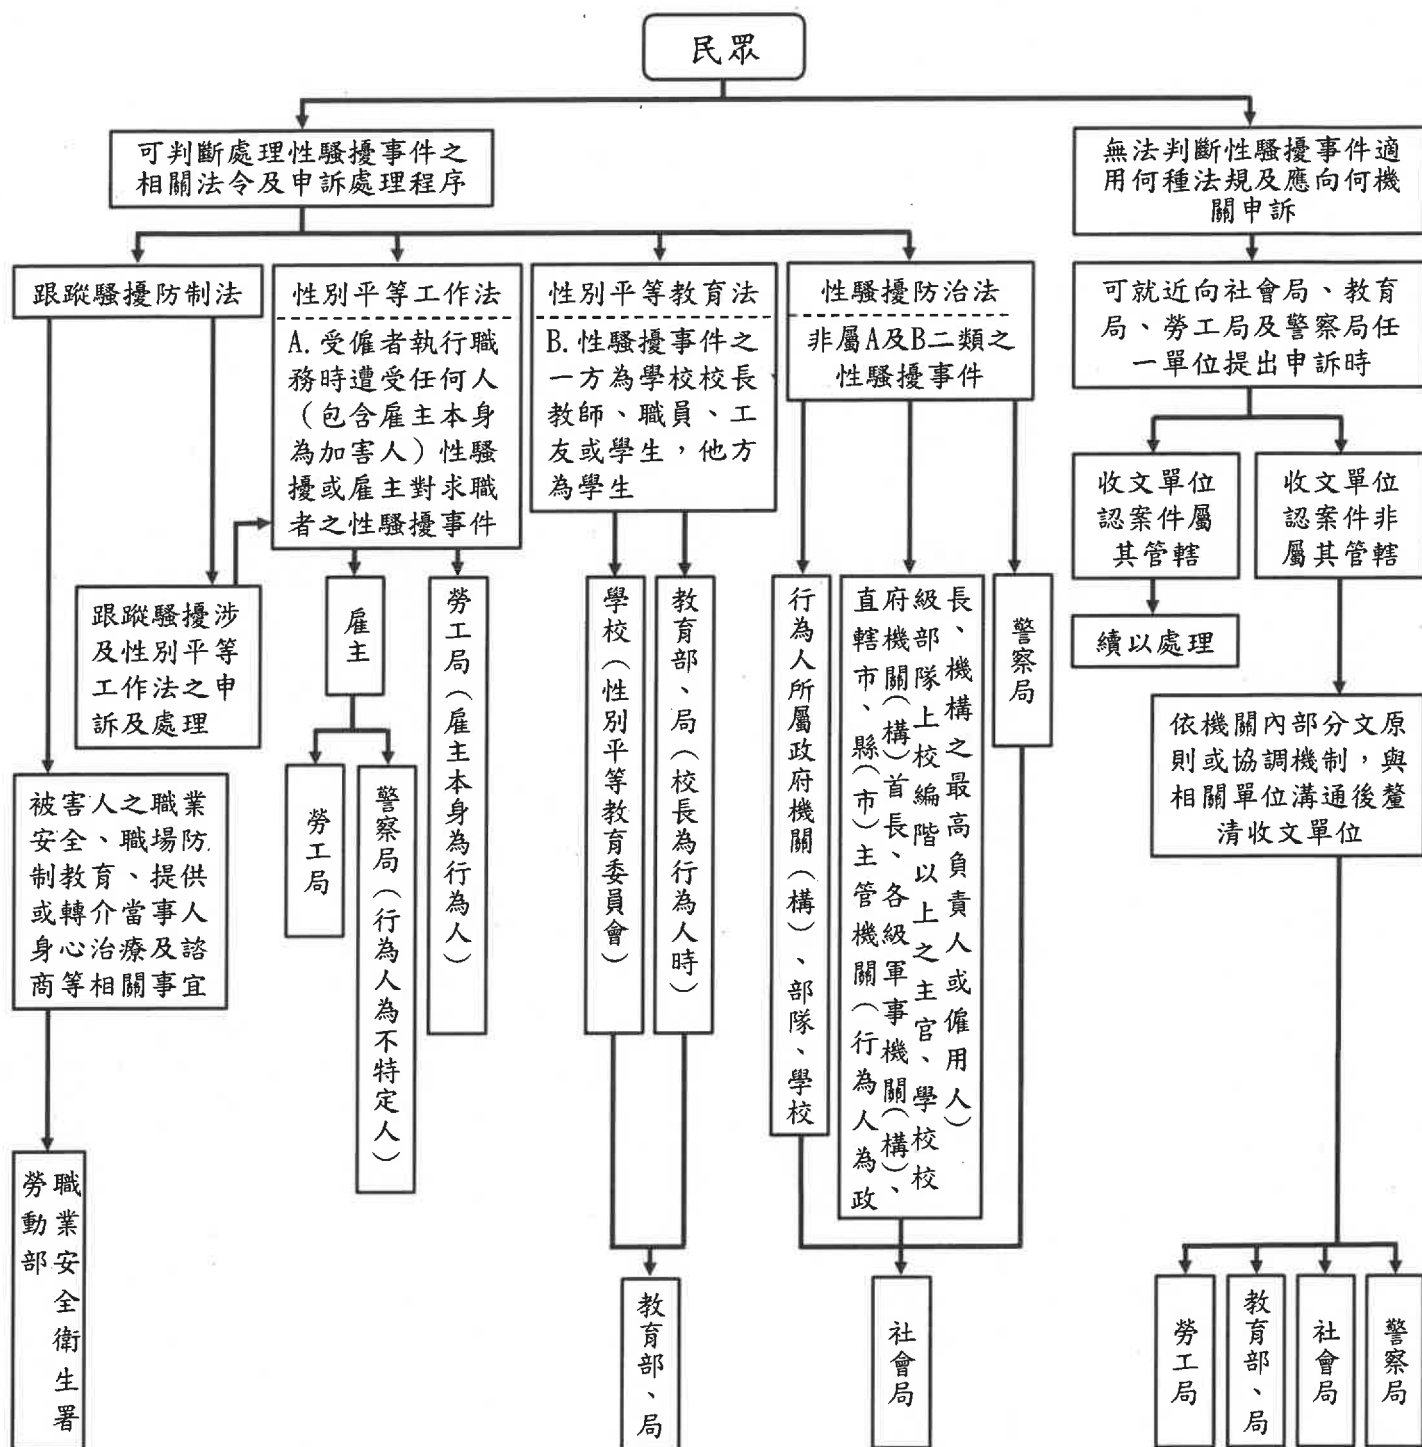 民眾
可判斷處理性騷擾事件之
相關法令及申訴處理程序
無法判斷性騷擾事件適
用何種法規及應向何機
關申訴
跟蹤騷擾防制法
性別平等工作法
A.受僱者執行職
務時遭受任何人
（包含雇主本身
為加害人）性騷
擾或雇主對求職
者之性騷擾事件
性別平等教育法
B.性騷擾事件之
一方為學校校長
教師、職員、工
友或學生，他方
為學生
性騷擾防治法
非屬A及B二類之
性騷擾事件
可就近向社會局、教育
局、勞工局及警察局任
一單位提出申訴時
收文單位
認案件屬
其管轄
收文單位
認案件非
屬其管轄
跟蹤騷擾涉
及性別平等
工作法之申
訴及處理
雇主
勞工局（雇主本身為行為人）
學校（性別平等教育委員會）
教育部、局（校長為行為人時）
行為人所屬政府機關（構）、部隊、學校
直轄市、縣（市）主管機關（行為人為政
府機關（構）首長、各級軍事機關（構）、
級部隊上校編階以上之主官、學校校
長、機構之最高負責人或僱用人）
警察局
續以處理
依機關內部分文原
則或協調機制，與
相關單位溝通後釐
清收文單位
被害人之職業
安全、職場防
制教育、提供
或轉介當事人
身心治療及諮
商等相關事宜
勞工局
警察局（行為人為不特定人）
勞動部
職業安全衛生署
教育部、局
社會局
勞工局
教育部、局
社會局
警察局